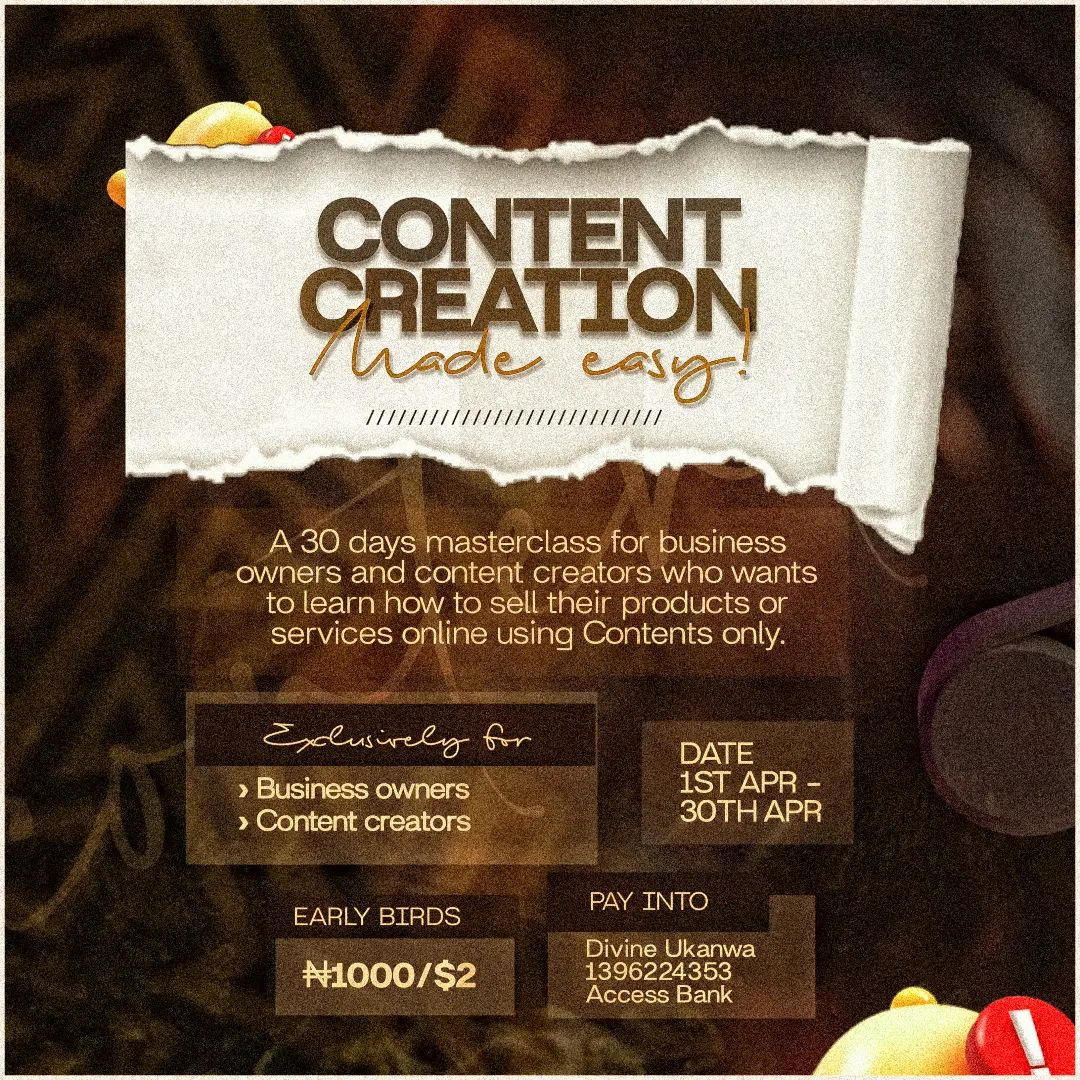 CONTENT
CREATION
Made easy!
///////////////////////////
A 30 days masterclass for business
owners and content creators who wants
to learn how to sell their products or
services online using Contents only.
Exclusively for
› Business owners
› Content creators
DATE
1ST APR –
30TH APR
EARLY BIRDS
₦1000/$2
PAY INTO
Divine Ukanwa
1396224353
Access Bank
!